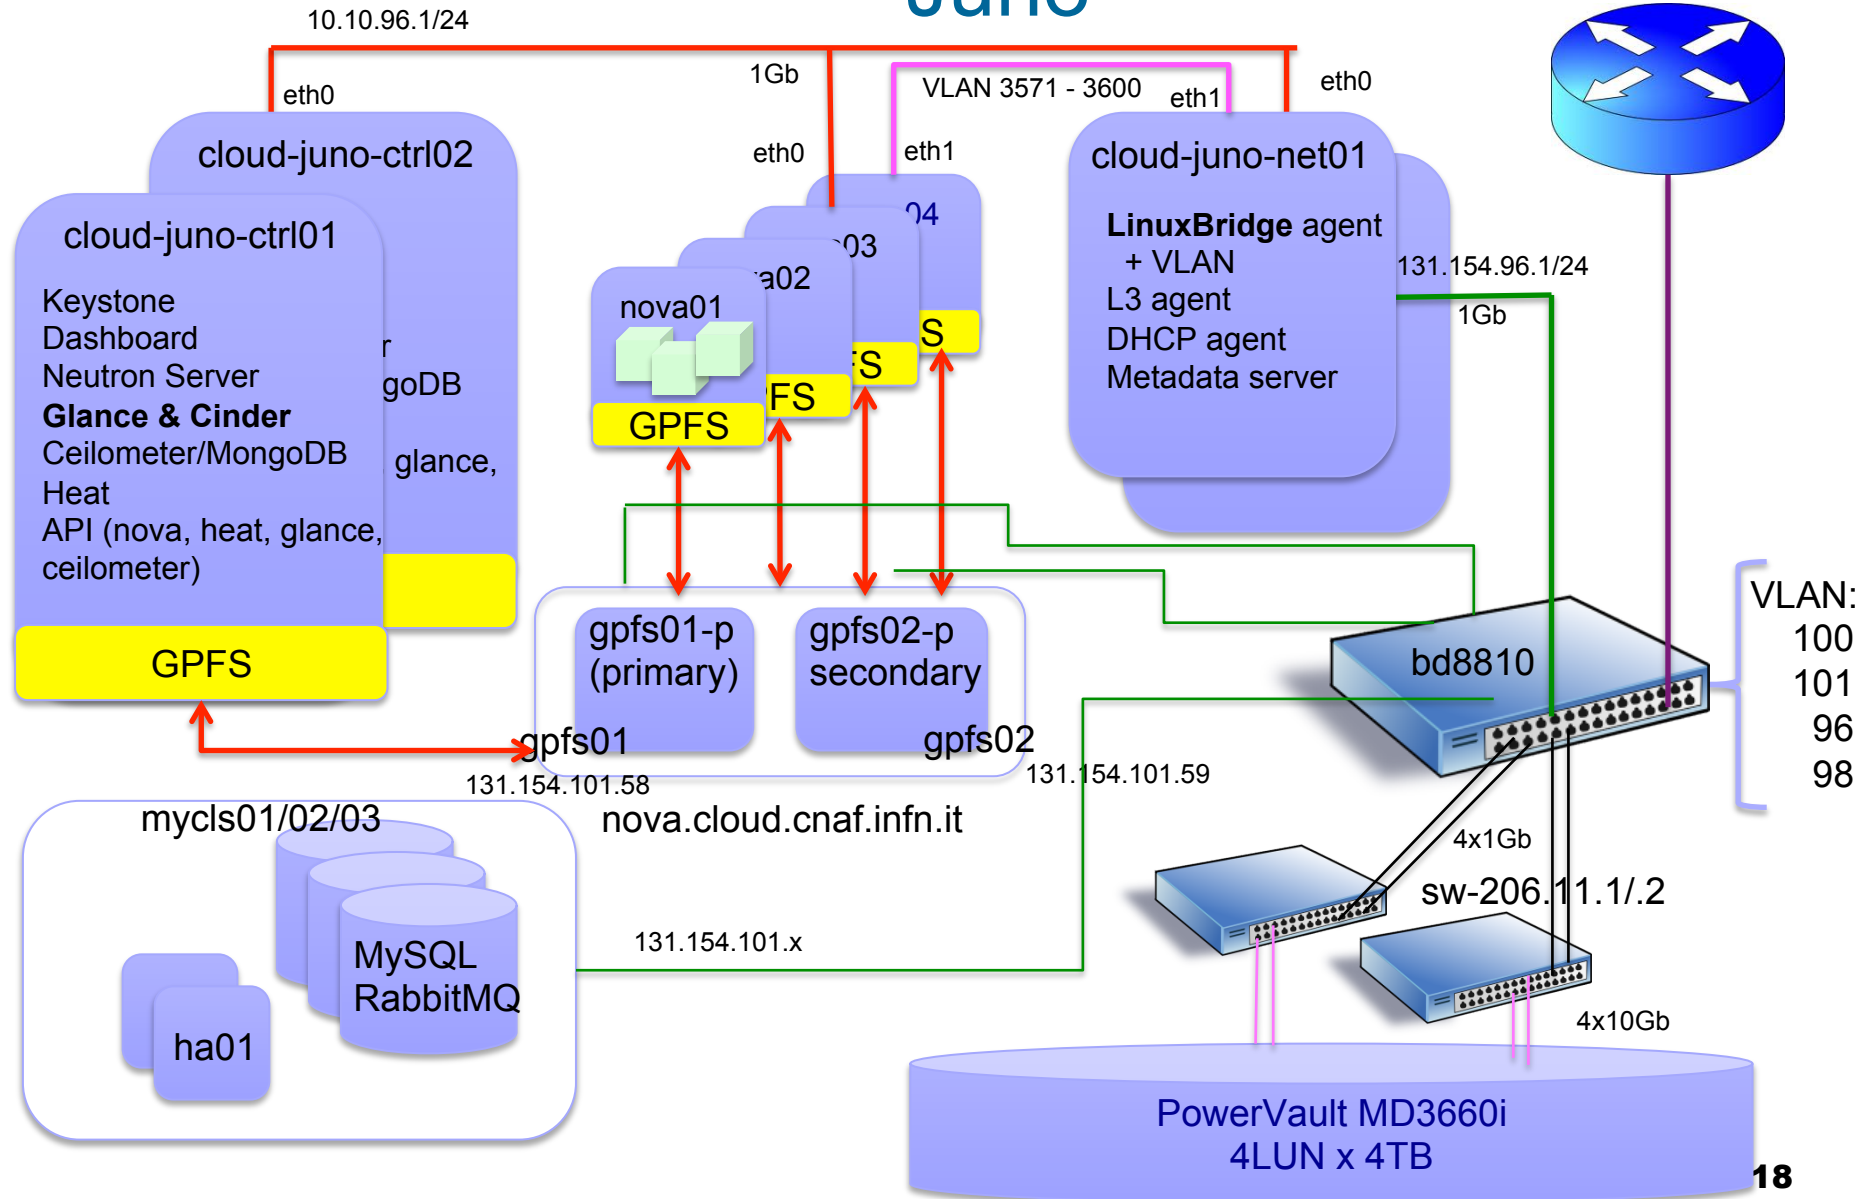 Juno
10.10.96.1/24
1Gb
VLAN 3571 - 3600
eth0
eth1
eth0
eth0
eth1
cloud-juno-ctrl02
r
goDB
glance,
cloud-juno-ctrl01
Keystone
Dashboard
Neutron Server
Glance & Cinder
Ceilometer/MongoDB
Heat
API (nova, heat, glance,
ceilometer)
GPFS
04
03
a02
nova01
S
FS
PFS
GPFS
cloud-juno-net01
LinuxBridge agent
+ VLAN
L3 agent
DHCP agent
Metadata server
131.154.96.1/24
1Gb
gpfs01-p
(primary)
gpfs02-p
secondary
gpfs01
gpfs02
131.154.101.58
131.154.101.59
nova.cloud.cnaf.infn.it
bd8810
VLAN:
100
101
96
98
mycls01/02/03
MySQL
RabbitMQ
ha01
131.154.101.x
4x1Gb
sw-206.11.1/.2
4x10Gb
PowerVault MD3660i
4LUN x 4TB
18